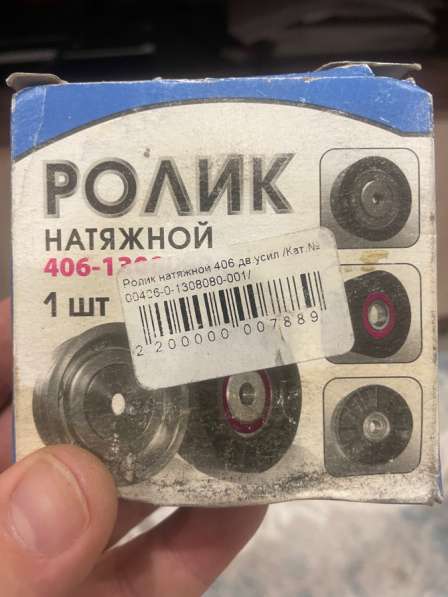 РОЛИК
НАТЯЖНОЙ
406-1308
1 шт
Ролик натяжной 406 дв.усил /Кат.№
00406-0-1308080-001/
2 200000 007889